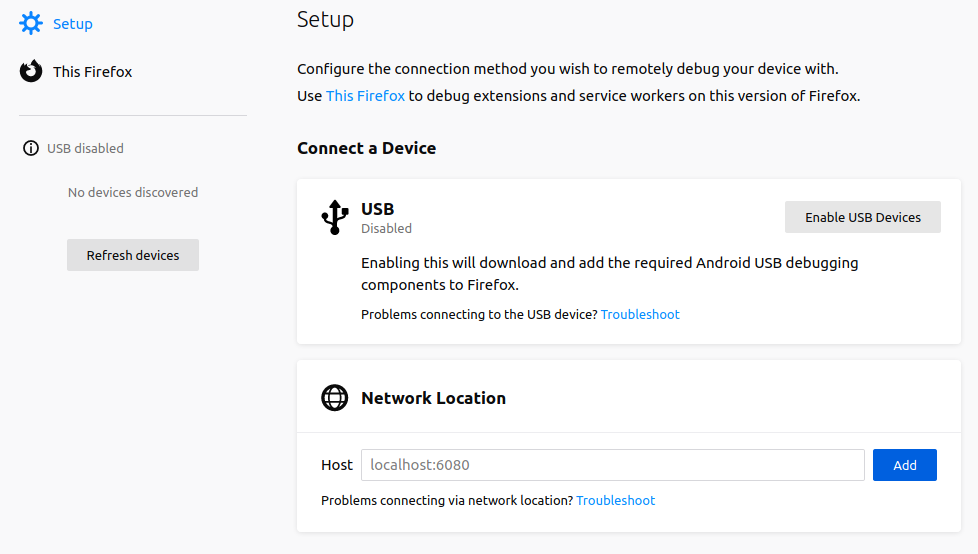 Setup
This Firefox
USB disabled
No devices discovered
Refresh devices
Setup
Configure the connection method you wish to remotely debug your device with.
Use This Firefox to debug extensions and service workers on this version of Firefox.
Connect a Device
USB
Disabled
Enable USB Devices
Enabling this will download and add the required Android USB debugging
components to Firefox.
Problems connecting to the USB device? Troubleshoot
Network Location
Host localhost:6080 Add
Problems connecting via network location? Troubleshoot